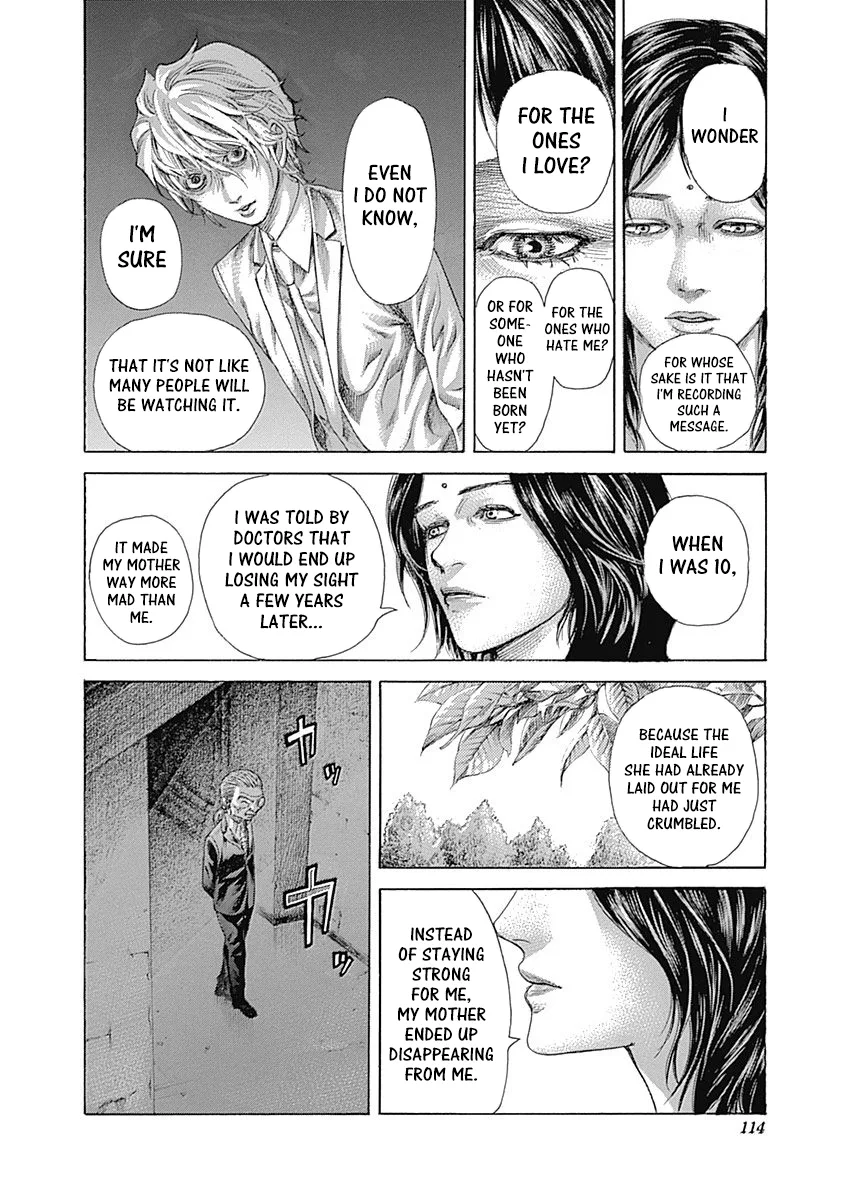 I
WONDER
FOR WHOSE
SAKE IS IT THAT
I'M RECORDING
SUCH A
MESSAGE.
FOR THE
ONES
I LOVE?
FOR THE
ONES WHO
HATE ME?
OR FOR
SOME-
ONE
WHO
HASN'T
BEEN
BORN
YET?
EVEN
I DO NOT
KNOW,
I'M
SURE
THAT IT'S NOT LIKE
MANY PEOPLE WILL
BE WATCHING IT.
WHEN
I WAS 10,
I WAS TOLD BY
DOCTORS THAT
I WOULD END UP
LOSING MY SIGHT
A FEW YEARS
LATER...
IT MADE
MY MOTHER
WAY MORE
MAD THAN
ME.
BECAUSE THE
IDEAL LIFE
SHE HAD ALREADY
LAID OUT FOR ME
HAD JUST
CRUMBLED.
カッ
カッ
INSTEAD
OF STAYING
STRONG
FOR ME,
MY MOTHER
ENDED UP
DISAPPEARING
FROM ME.
114